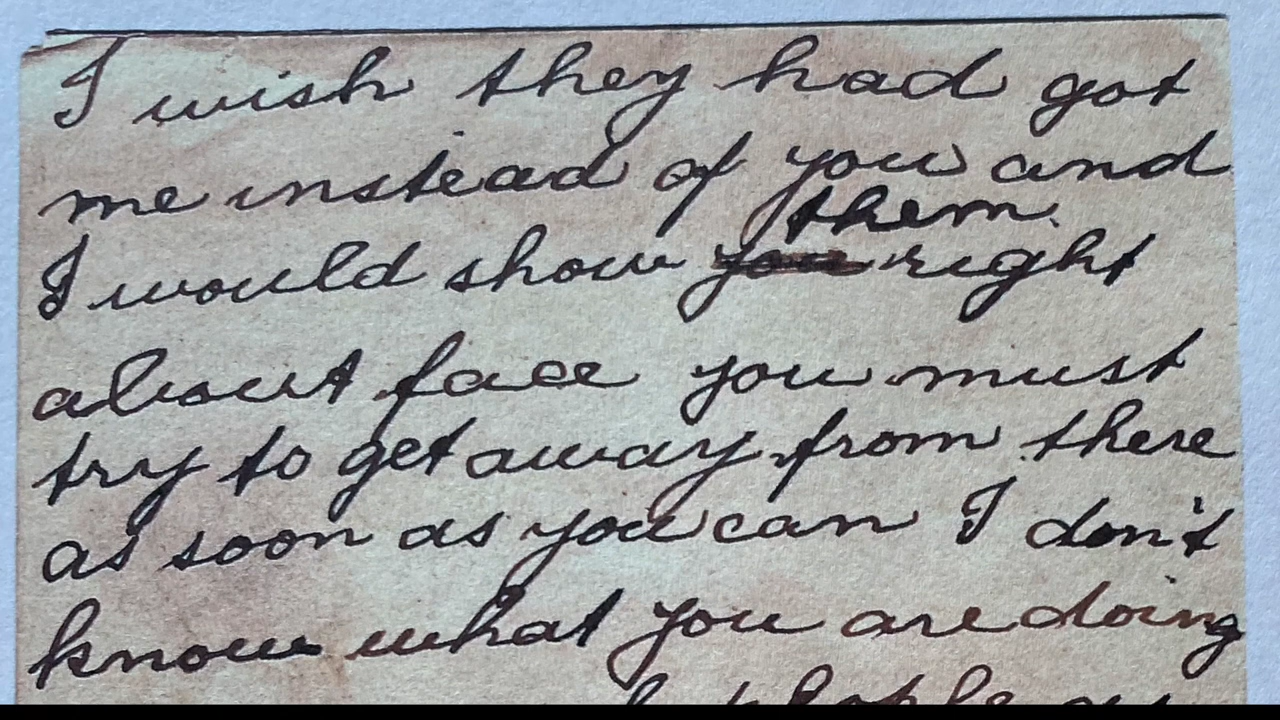 I wish they had got
me instead of you and
them
I would show you right
about face you must
try to get away from there
as soon as you can I don't
know what you are doing